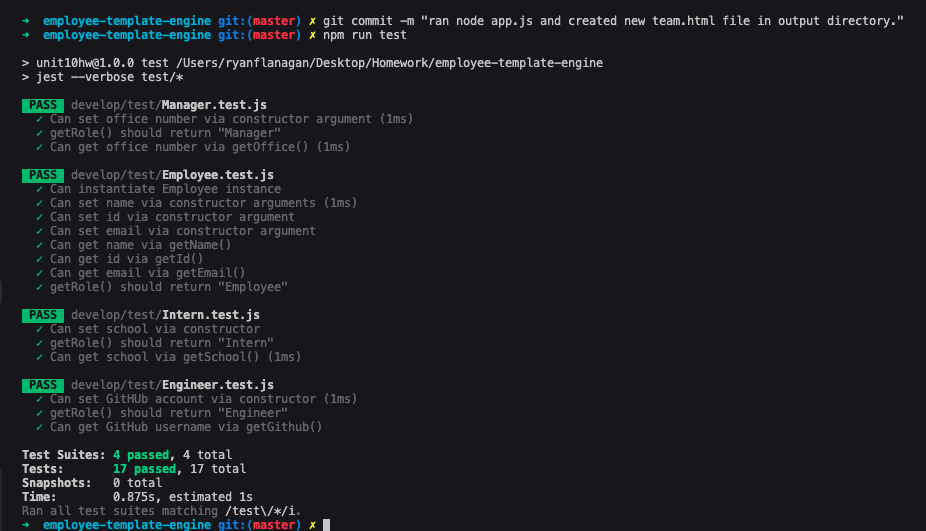 ➜ employee-template-engine git:(master) ✗ git commit -m "ran node app.js and created new team.html file in output directory."
➜ employee-template-engine git:(master) ✗ npm run test
> unit10hw@1.0.0 test /Users/ryanflanagan/Desktop/Homework/employee-template-engine
> jest --verbose test/*
PASS develop/test/Manager.test.js
✓ Can set office number via constructor argument (1ms)
✓ getRole() should return "Manager"
✓ Can get office number via getOffice() (1ms)
PASS develop/test/Employee.test.js
✓ Can instantiate Employee instance
✓ Can set name via constructor arguments (1ms)
✓ Can set id via constructor argument
✓ Can set email via constructor argument
✓ Can get name via getName()
✓ Can get id via getId()
✓ Can get email via getEmail()
✓ getRole() should return "Employee"
PASS develop/test/Intern.test.js
✓ Can set school via constructor
✓ getRole() should return "Intern"
✓ Can get school via getSchool() (1ms)
PASS develop/test/Engineer.test.js
✓ Can set GitHUb account via constructor (1ms)
✓ getRole() should return "Engineer"
✓ Can get GitHub username via getGithub()
Test Suites: 4 passed, 4 total
Tests: 17 passed, 17 total
Snapshots: 0 total
Time: 0.875s, estimated 1s
Ran all test suites matching /test\/*/i.
➜ employee-template-engine git:(master) ✗